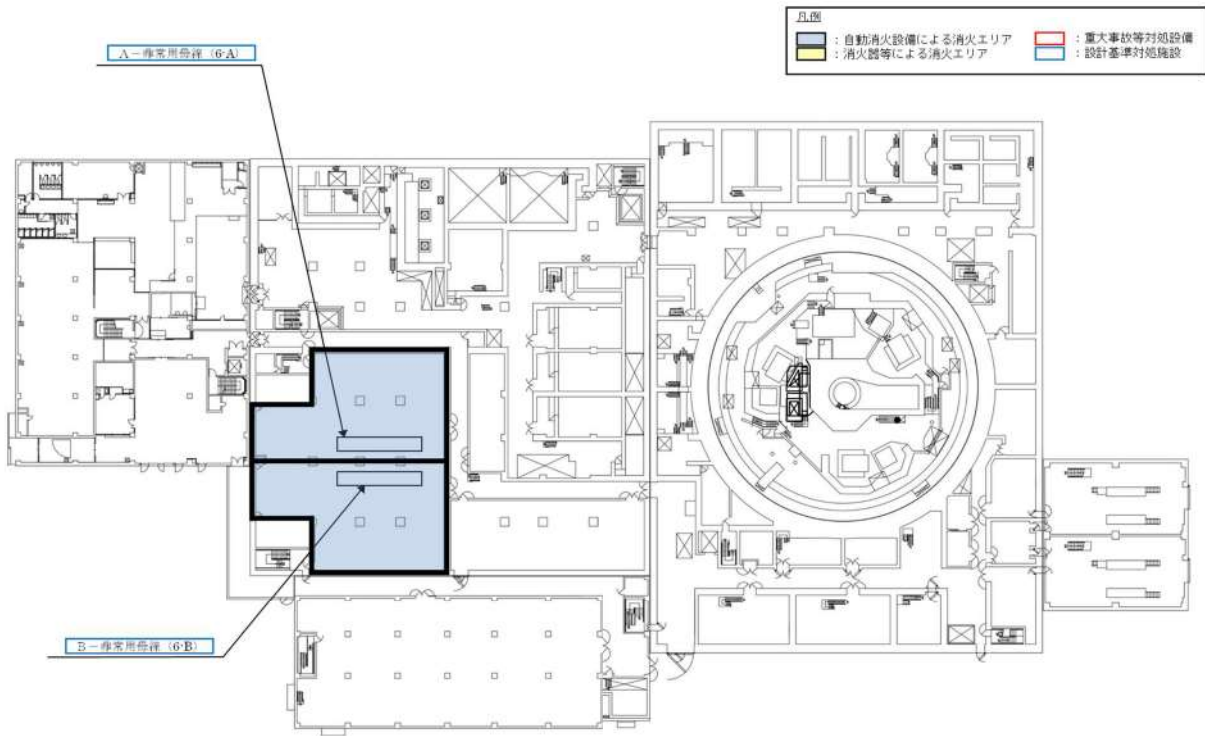 凡例
：自動消火設備による消火エリア
：消火器等による消火エリア
：重大事故等対処設備
：設計基準対処施設
A－非常用母線（6-A）
B－非常用母線（6-B）